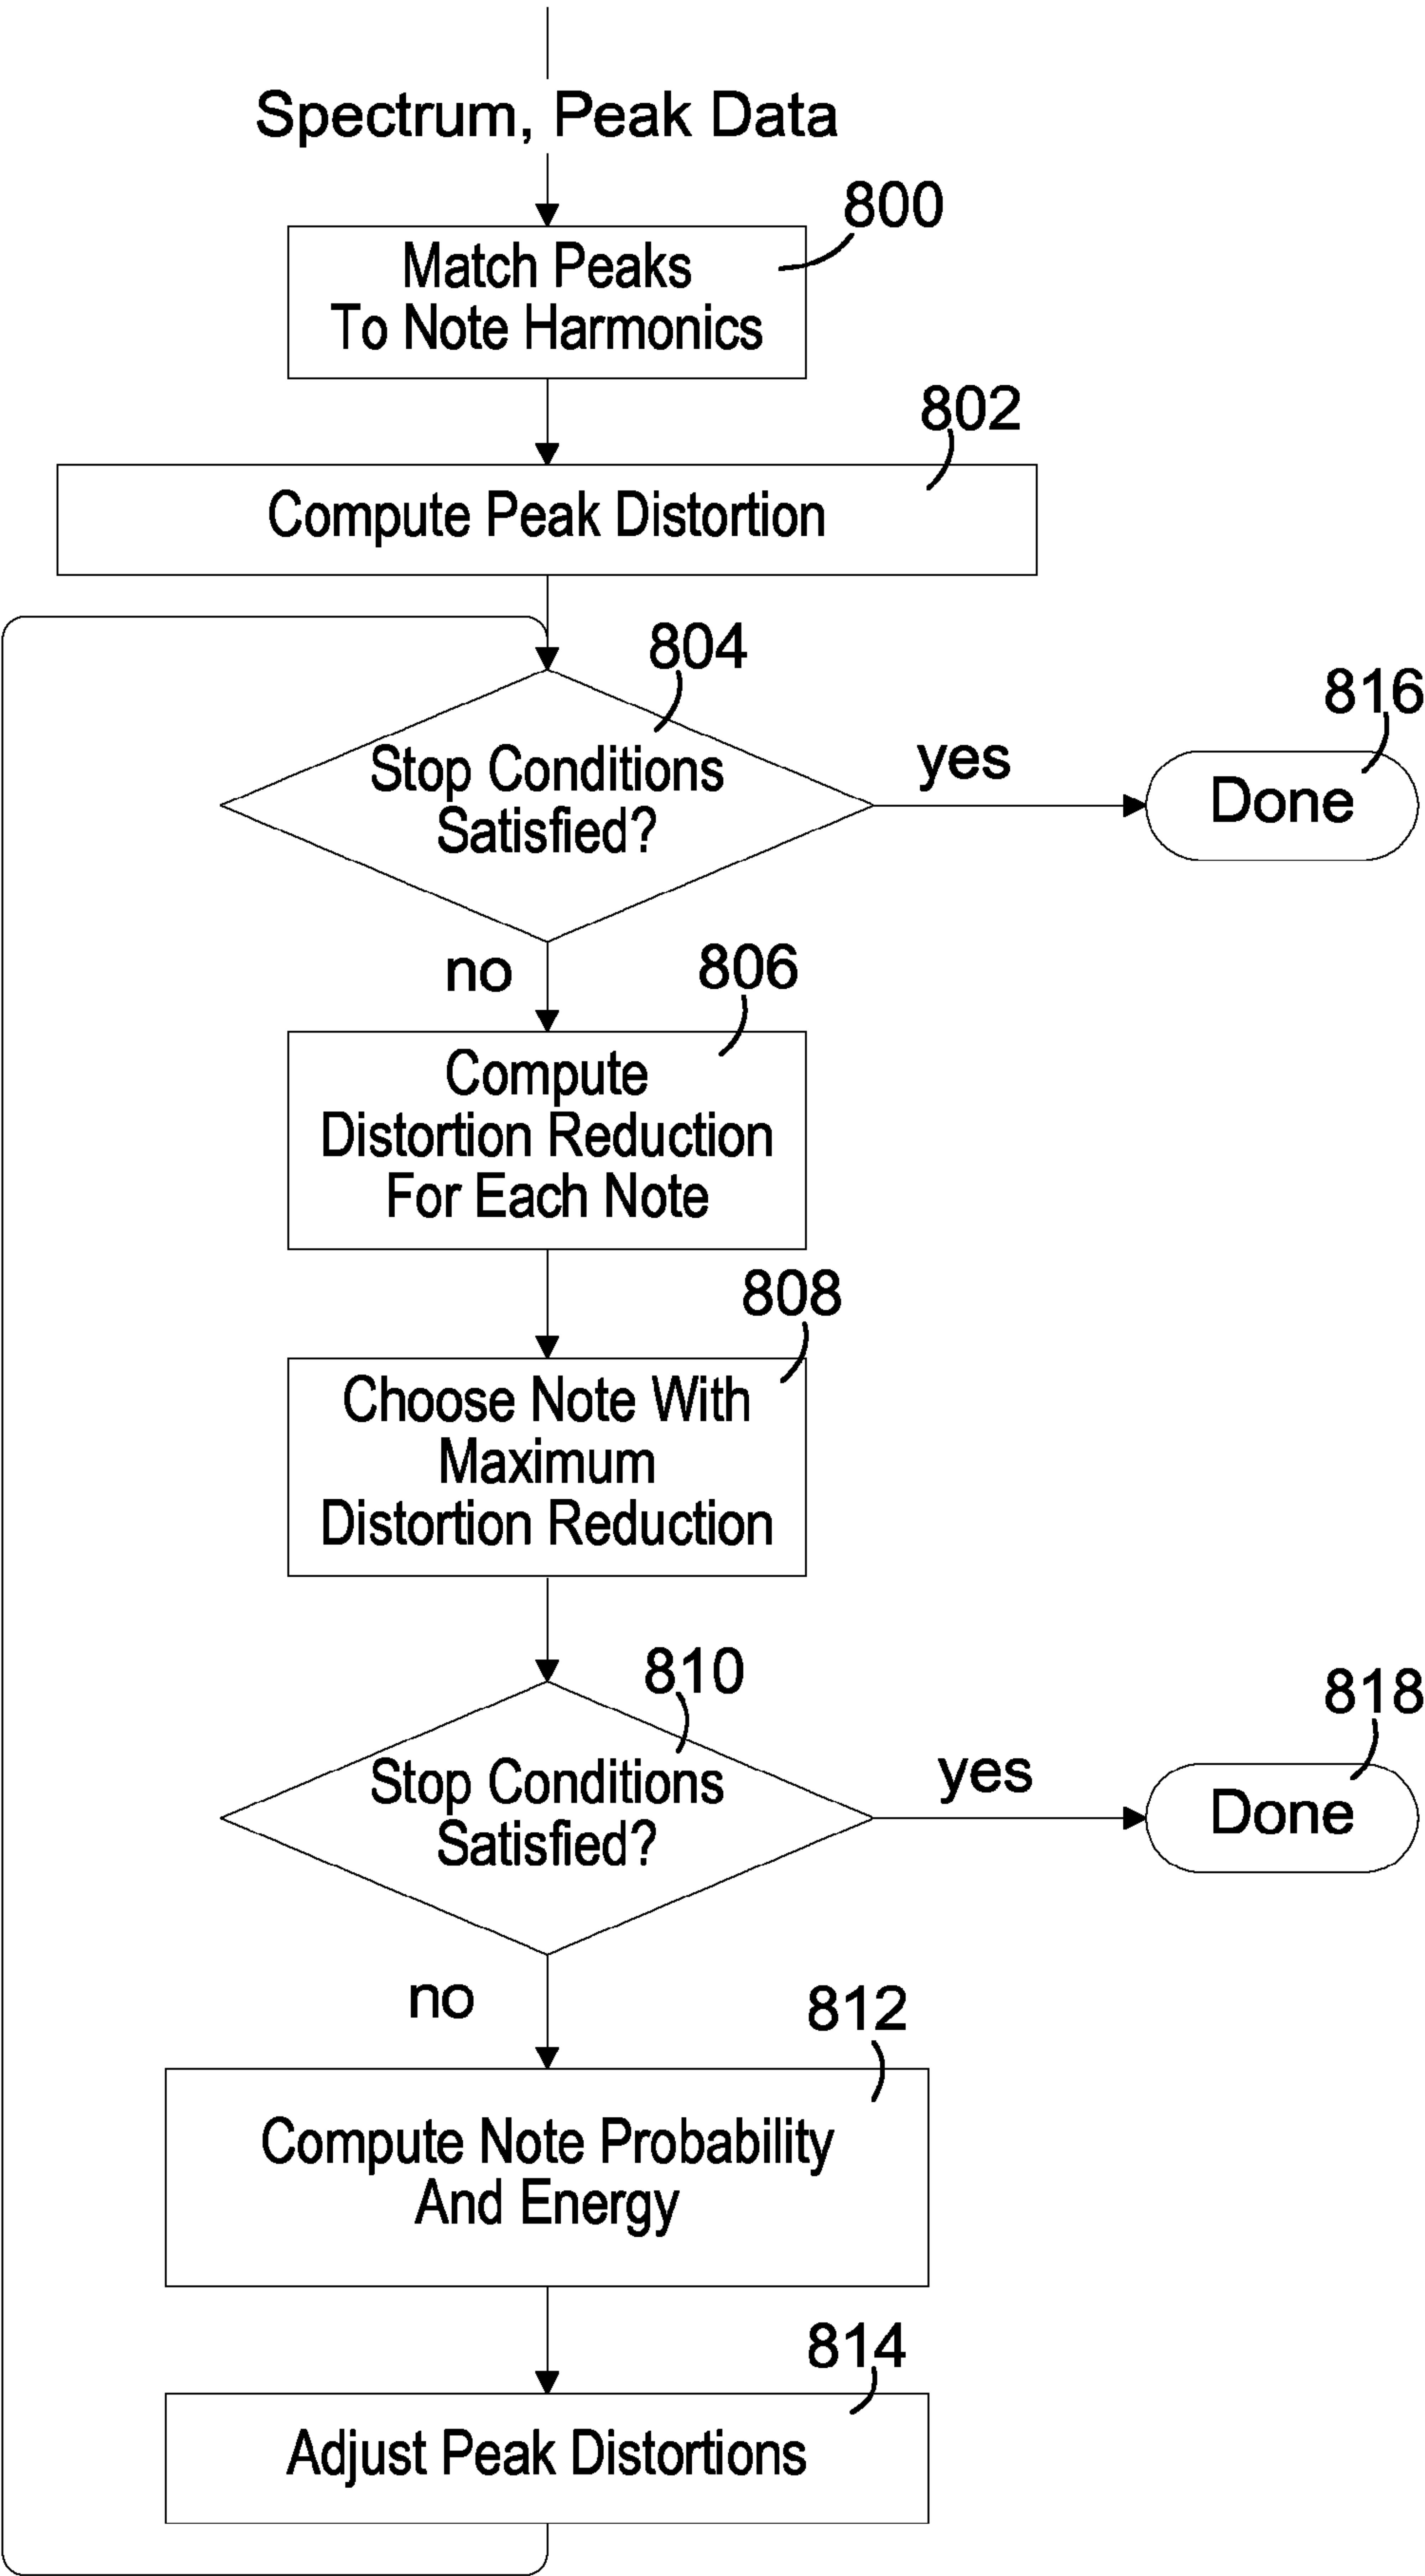 Spectrum, Peak Data
800
Match Peaks
To Note Harmonics
802
Compute Peak Distortion
804
Stop Conditions
Satisfied?
yes
816
Done
no
806
Compute
Distortion Reduction
For Each Note
808
Choose Note With
Maximum
Distortion Reduction
810
Stop Conditions
Satisfied?
yes
818
Done
no
812
Compute Note Probability
And Energy
814
Adjust Peak Distortions